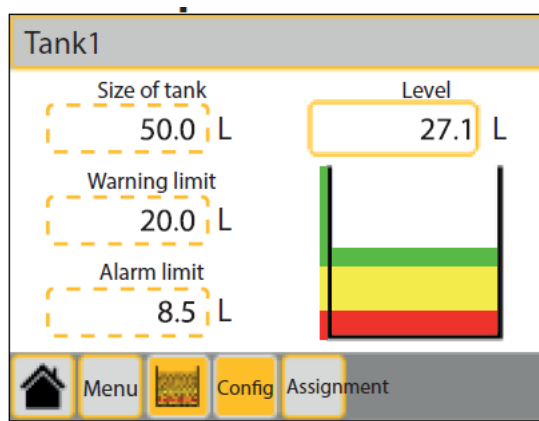 Tank1
Size of tank
50.0 L
Warning limit
20.0 L
Alarm limit
8.5 L
Level
27.1 L
Menu
Config
Assignment